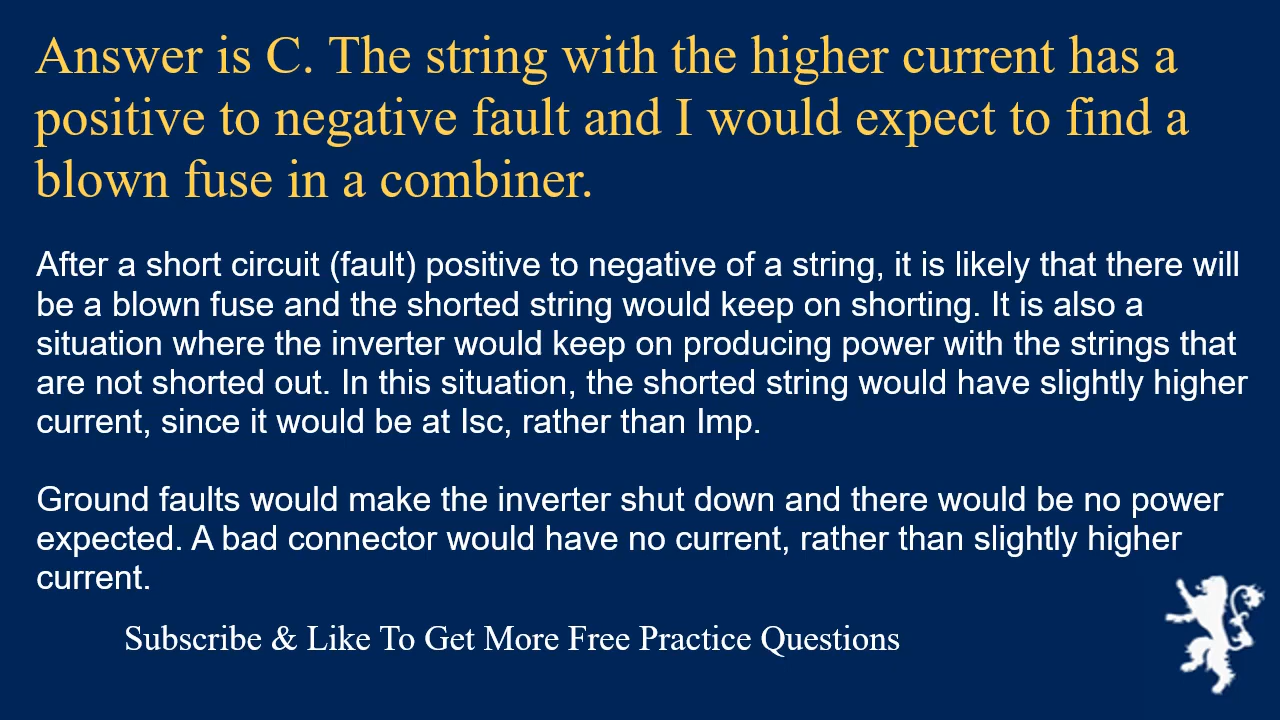 Answer is C. The string with the higher current has a
positive to negative fault and I would expect to find a
blown fuse in a combiner.
After a short circuit (fault) positive to negative of a string, it is likely that there will
be a blown fuse and the shorted string would keep on shorting. It is also a
situation where the inverter would keep on producing power with the strings that
are not shorted out. In this situation, the shorted string would have slightly higher
current, since it would be at Isc, rather than Imp.
Ground faults would make the inverter shut down and there would be no power
expected. A bad connector would have no current, rather than slightly higher
current.
Subscribe & Like To Get More Free Practice Questions